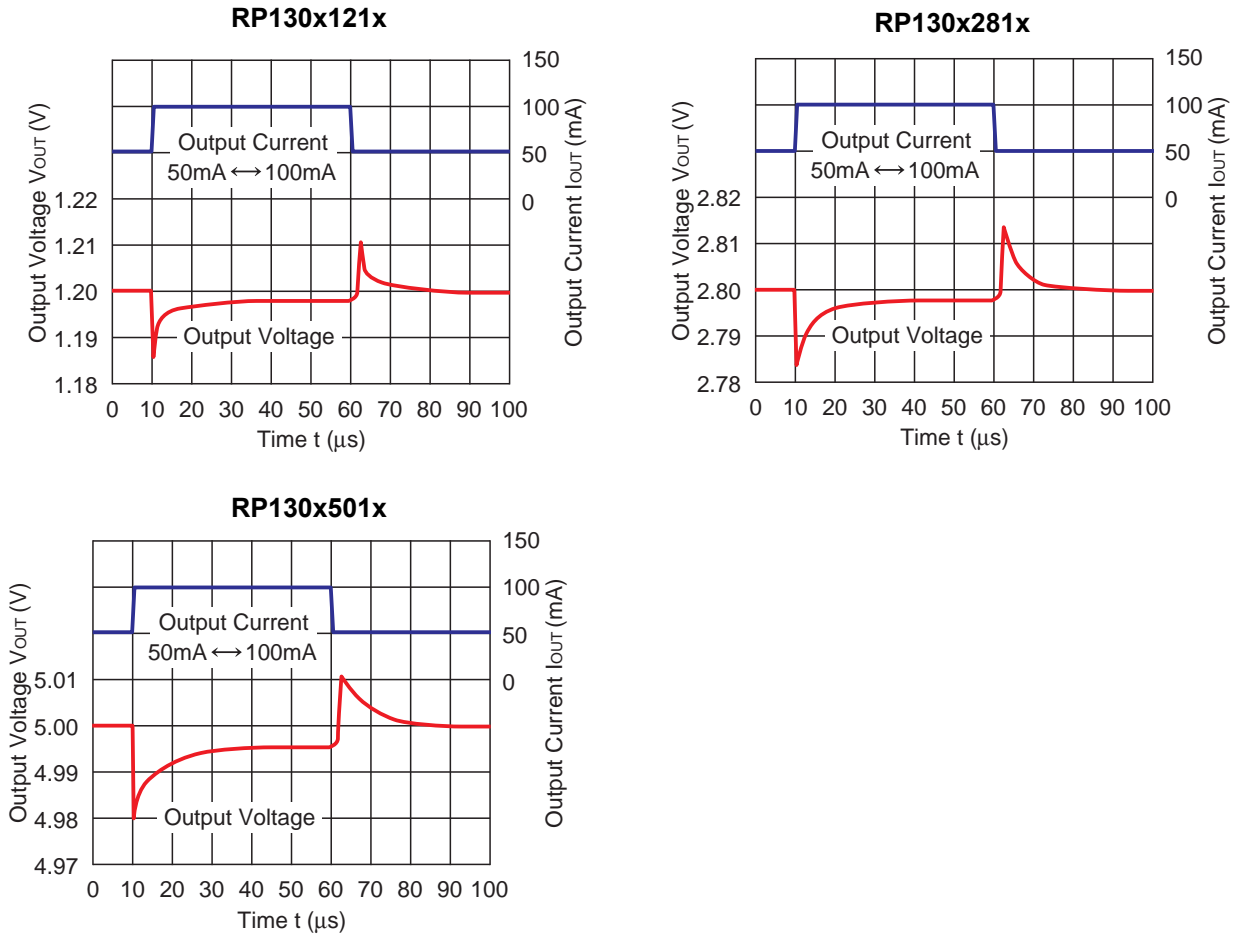 RP130x121x
Output Voltage VOUT (V)
1.22
1.21
1.20
1.19
1.18
150
100
50
0
Output Current IOUT (mA)
Output Current
50mA ↔ 100mA
Output Voltage
0 10 20 30 40 50 60 70 80 90 100
Time t (μs)
RP130x281x
Output Voltage VOUT (V)
2.82
2.81
2.80
2.79
2.78
150
100
50
0
Output Current IOUT (mA)
Output Current
50mA ↔ 100mA
Output Voltage
0 10 20 30 40 50 60 70 80 90 100
Time t (μs)
RP130x501x
Output Voltage VOUT (V)
5.01
5.00
4.99
4.98
4.97
150
100
50
0
Output Current IOUT (mA)
Output Current
50mA ↔ 100mA
Output Voltage
0 10 20 30 40 50 60 70 80 90 100
Time t (μs)